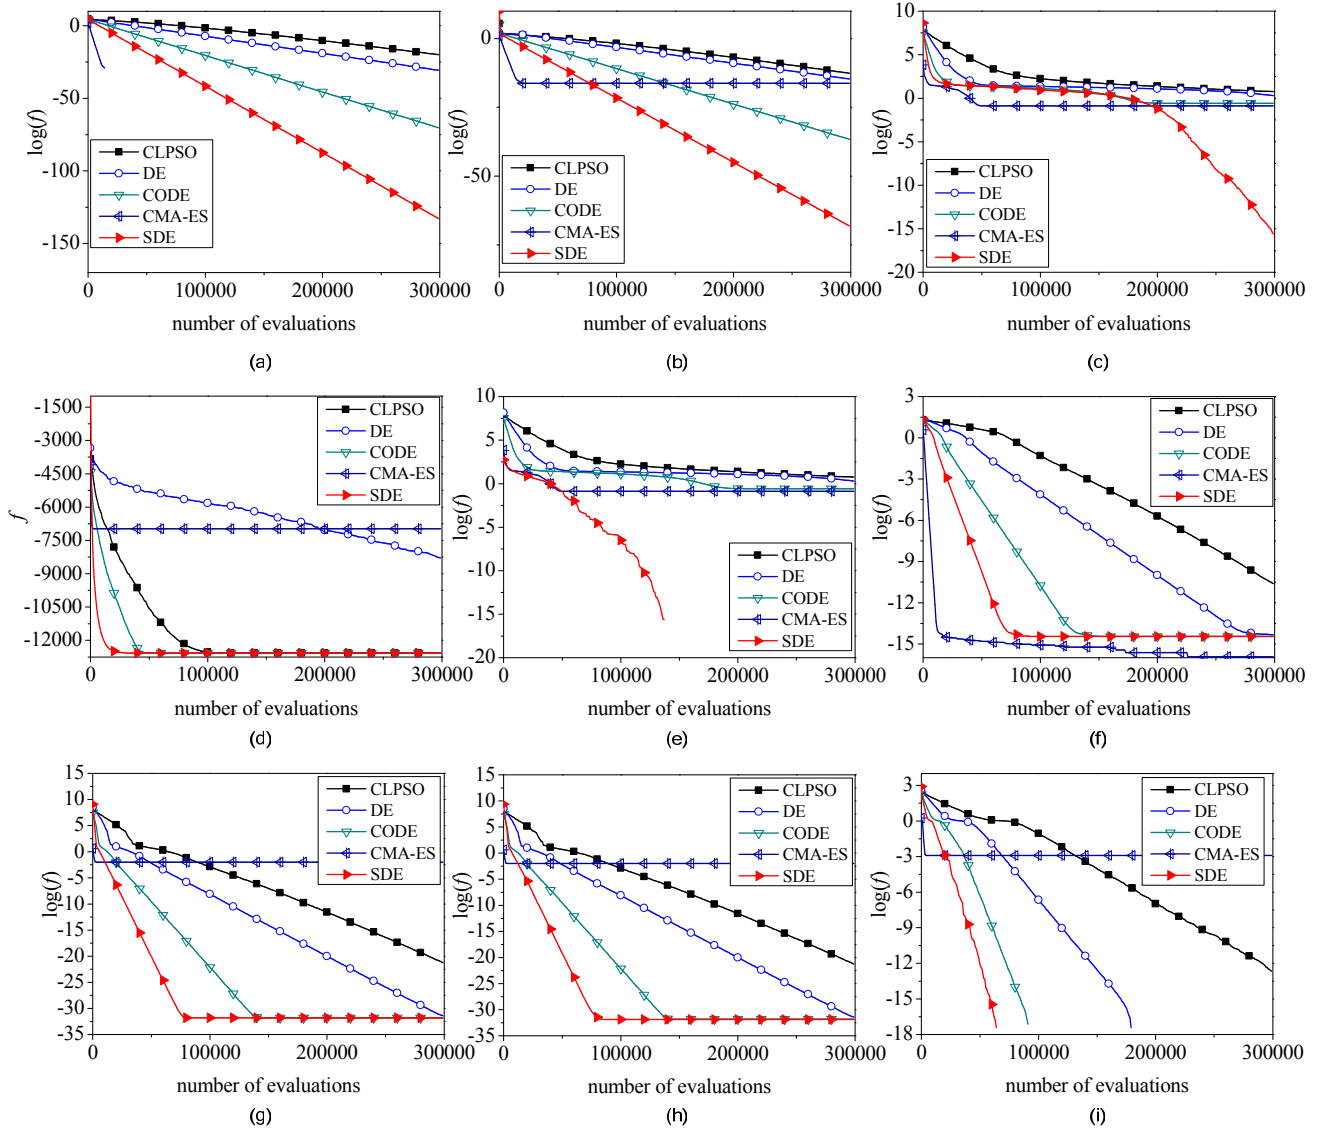 0
-50
-100
-150
log(f)
CLPSO
DE
CODE
CMA-ES
SDE
0 100000 200000 300000
number of evaluations
(a)
0
-50
log(f)
CLPSO
DE
CODE
CMA-ES
SDE
0 100000 200000 300000
number of evaluations
(b)
10
5
0
-5
-10
-15
-20
log(f)
CLPSO
DE
CODE
CMA-ES
SDE
0 100000 200000 300000
number of evaluations
(c)
-1500
-3000
-4500
-6000
-7500
-9000
-10500
-12000
f
CLPSO
DE
CODE
CMA-ES
SDE
0 100000 200000 300000
number of evaluations
(d)
10
5
0
-5
-10
-15
-20
log(f)
CLPSO
DE
CODE
CMA-ES
SDE
0 100000 200000 300000
number of evaluations
(e)
3
0
-3
-6
-9
-12
-15
log(f)
CLPSO
DE
CODE
CMA-ES
SDE
0 100000 200000 300000
number of evaluations
(f)
15
10
5
0
-5
-10
-15
-20
-25
-30
-35
log(f)
CLPSO
DE
CODE
CMA-ES
SDE
0 100000 200000 300000
number of evaluations
(g)
15
10
5
0
-5
-10
-15
-20
-25
-30
-35
log(f)
CLPSO
DE
CODE
CMA-ES
SDE
0 100000 200000 300000
number of evaluations
(h)
3
0
-3
-6
-9
-12
-15
-18
log(f)
CLPSO
DE
CODE
CMA-ES
SDE
0 100000 200000 300000
number of evaluations
(i)